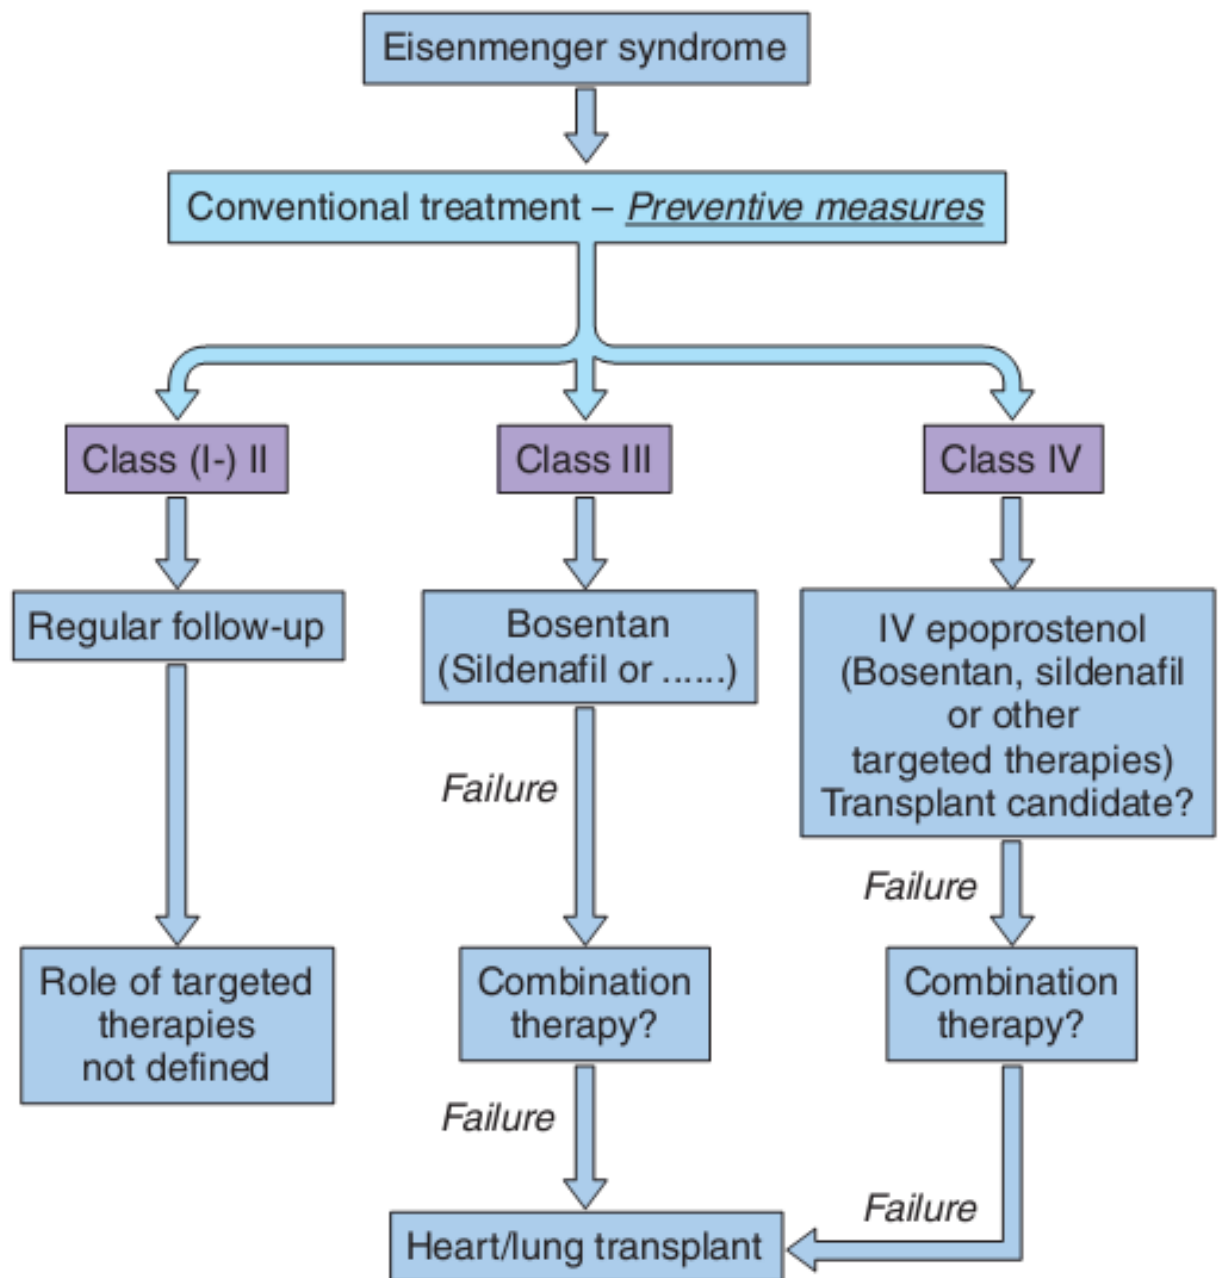 Eisenmenger syndrome
Conventional treatment – Preventive measures
Class (I-) II
Class III
Class IV
Regular follow-up
Bosentan
(Sildenafil or ......)
IV epoprostenol
(Bosentan, sildenafil
or other
targeted therapies)
Transplant candidate?
Failure
Failure
Role of targeted
therapies
not defined
Combination
therapy?
Combination
therapy?
Failure
Failure
Heart/lung transplant